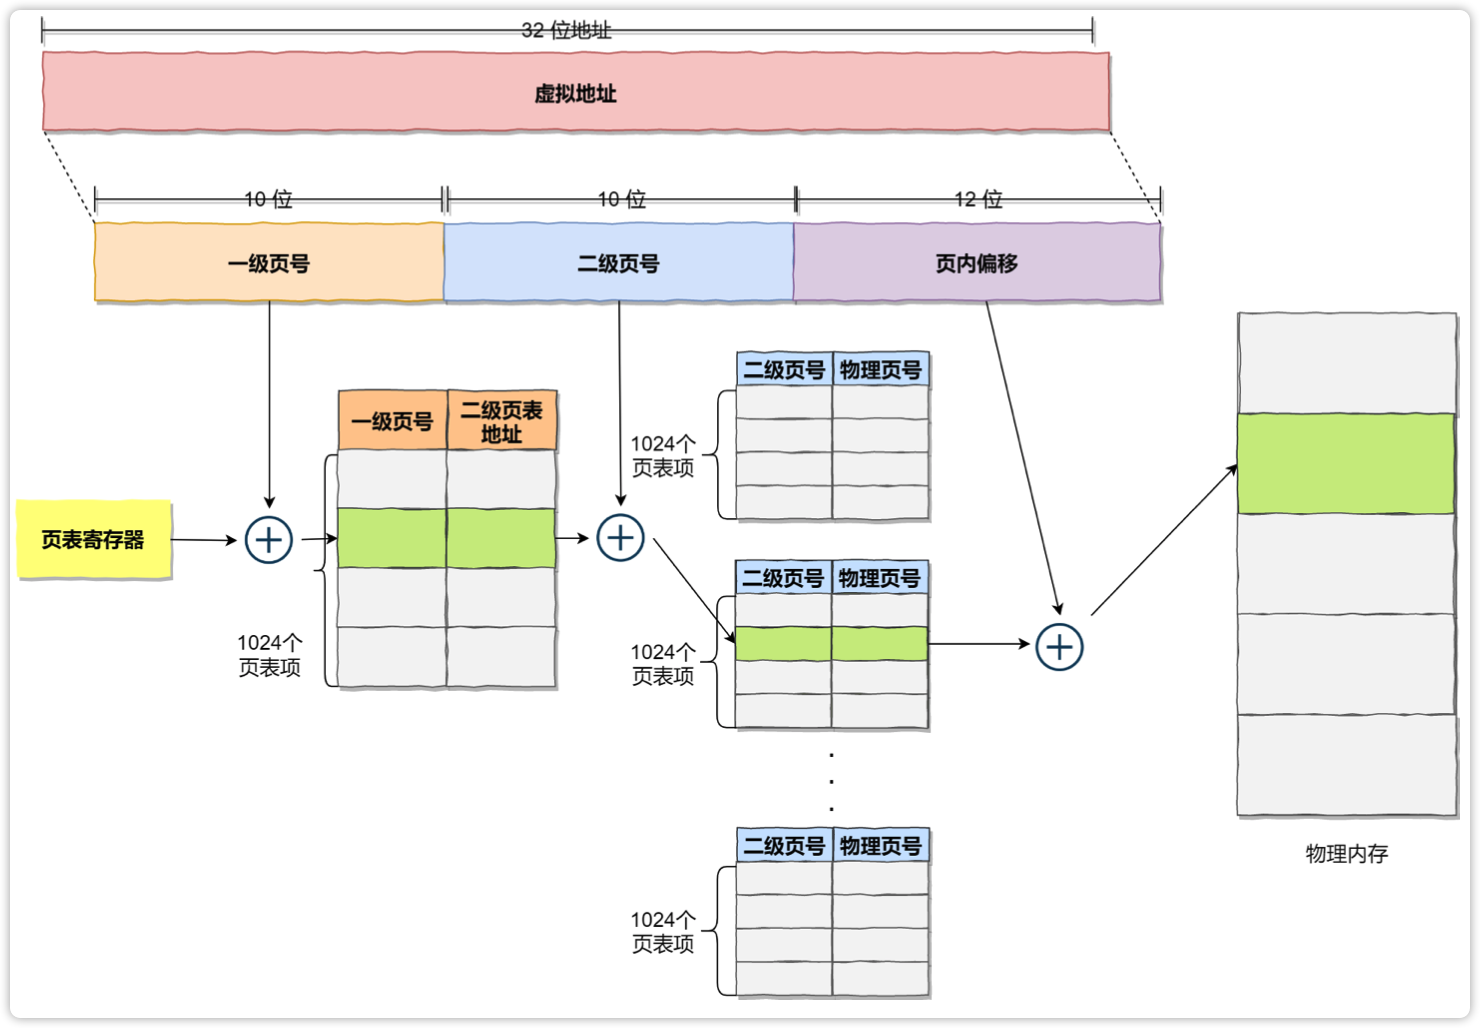 32 位地址
虚拟地址
10 位
10 位
12 位
一级页号
二级页号
页内偏移
二级页号
物理页号
1024个
页表项
一级页号
二级页表
地址
页表寄存器
1024个
页表项
二级页号
物理页号
1024个
页表项
.
.
.
二级页号
物理页号
1024个
页表项
物理内存